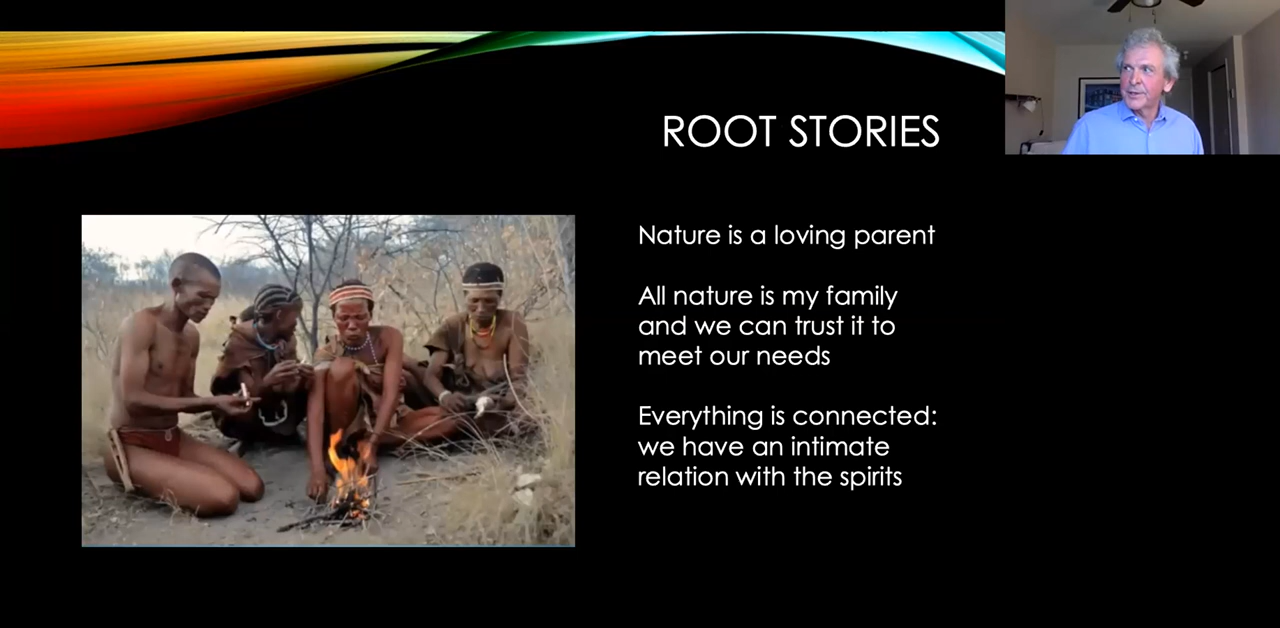 ROOT STORIES
Nature is a loving parent
All nature is my family
and we can trust it to
meet our needs
Everything is connected:
we have an intimate
relation with the spirits